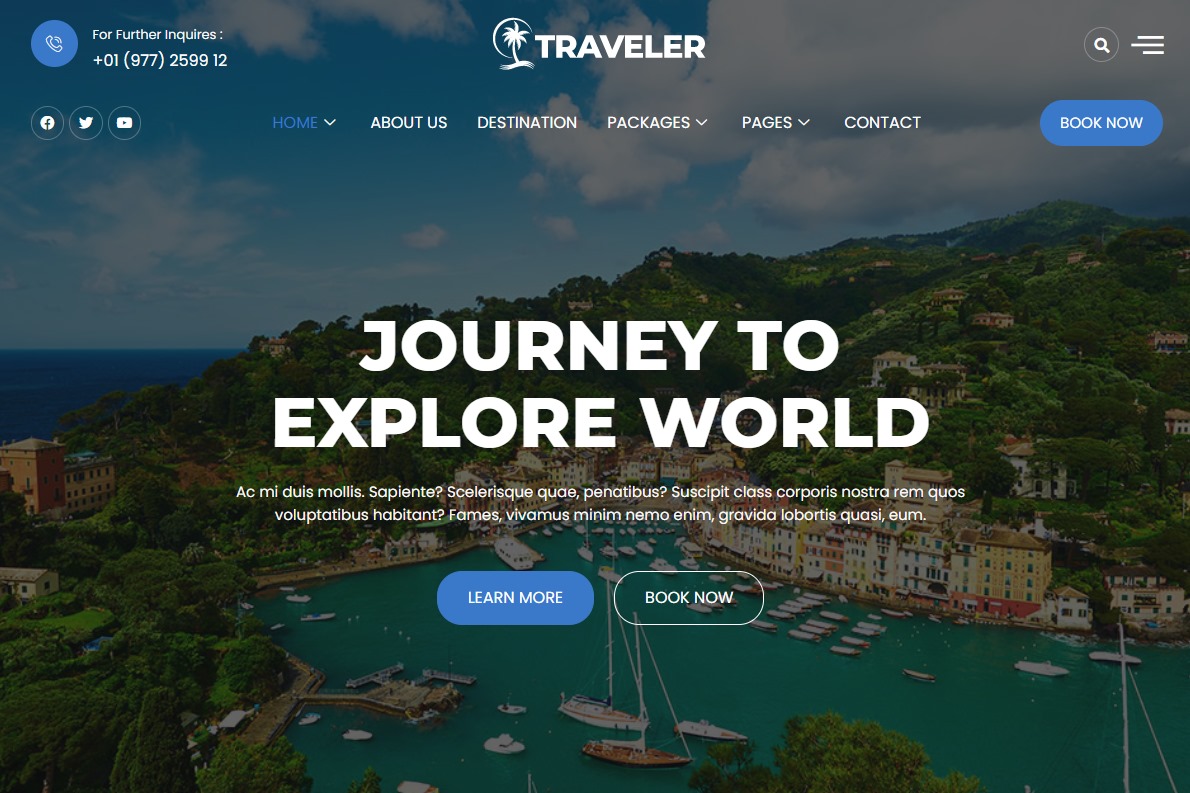 For Further Inquires :
+01 (977) 2599 12
TRAVELER
HOME
ABOUT US
DESTINATION
PACKAGES
PAGES
CONTACT
BOOK NOW
JOURNEY TO
EXPLORE WORLD
Ac mi duis mollis. Sapiente? Scelerisque quae, penatibus? Suscipit class corporis nostra rem quos
voluptatibus habitant? Fames, vivamus minim nemo enim, gravida lobortis quasi, eum.
LEARN MORE
BOOK NOW